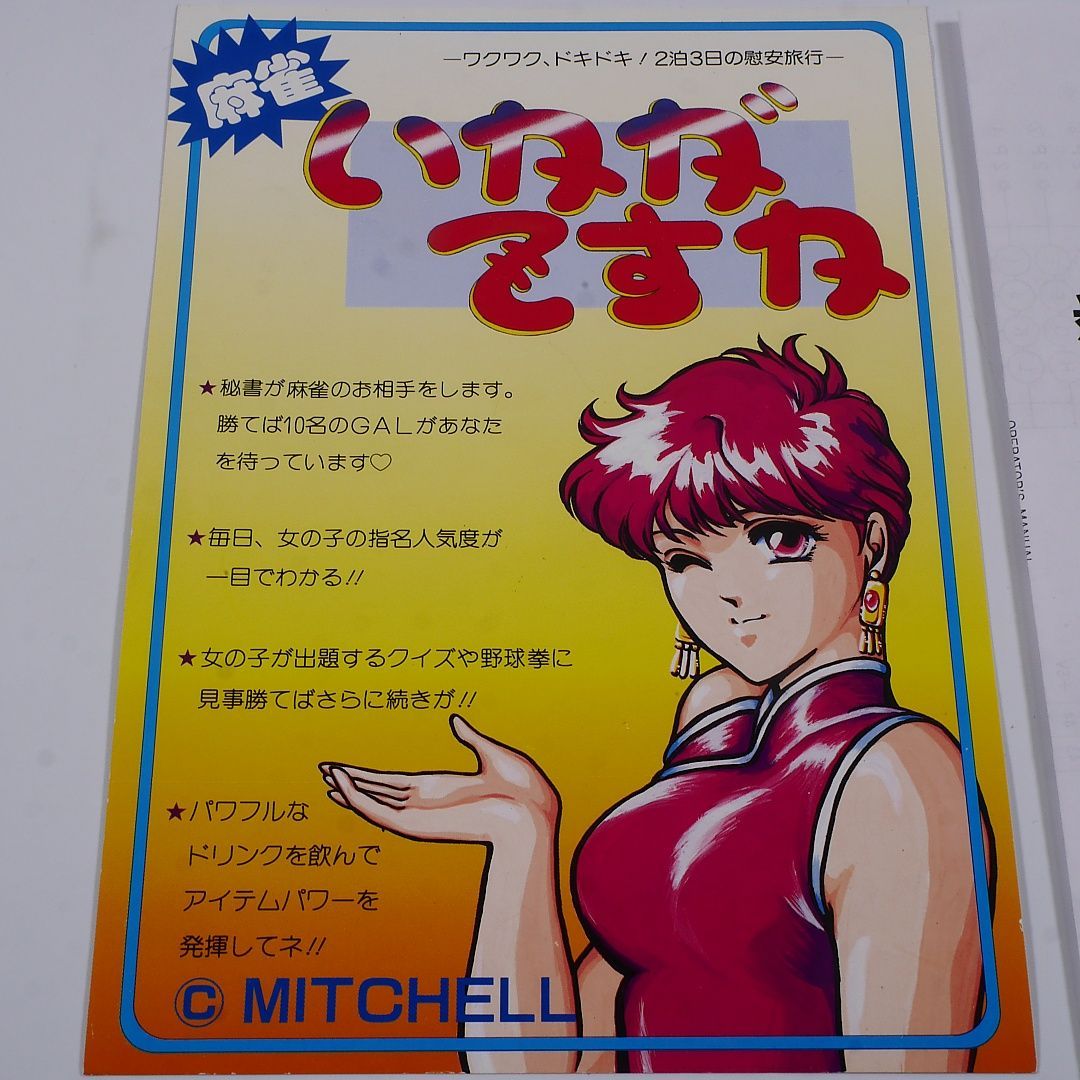 ―ワクワク、ドキドキ！2泊3日の慰安旅行―
麻雀
いかが
ですか
★秘書が麻雀のお相手をします。
勝てば10名のGALがあなた
を待っています♡
★毎日、女の子の指名人気度が
一目でわかる!!
★女の子が出題するクイズや野球拳に
見事勝てばさらに続きが!!
★パワフルな
ドリンクを飲んで
アイテムパワーを
発揮してネ!!
© MITCHELL
OPERATOR'S MANUAL